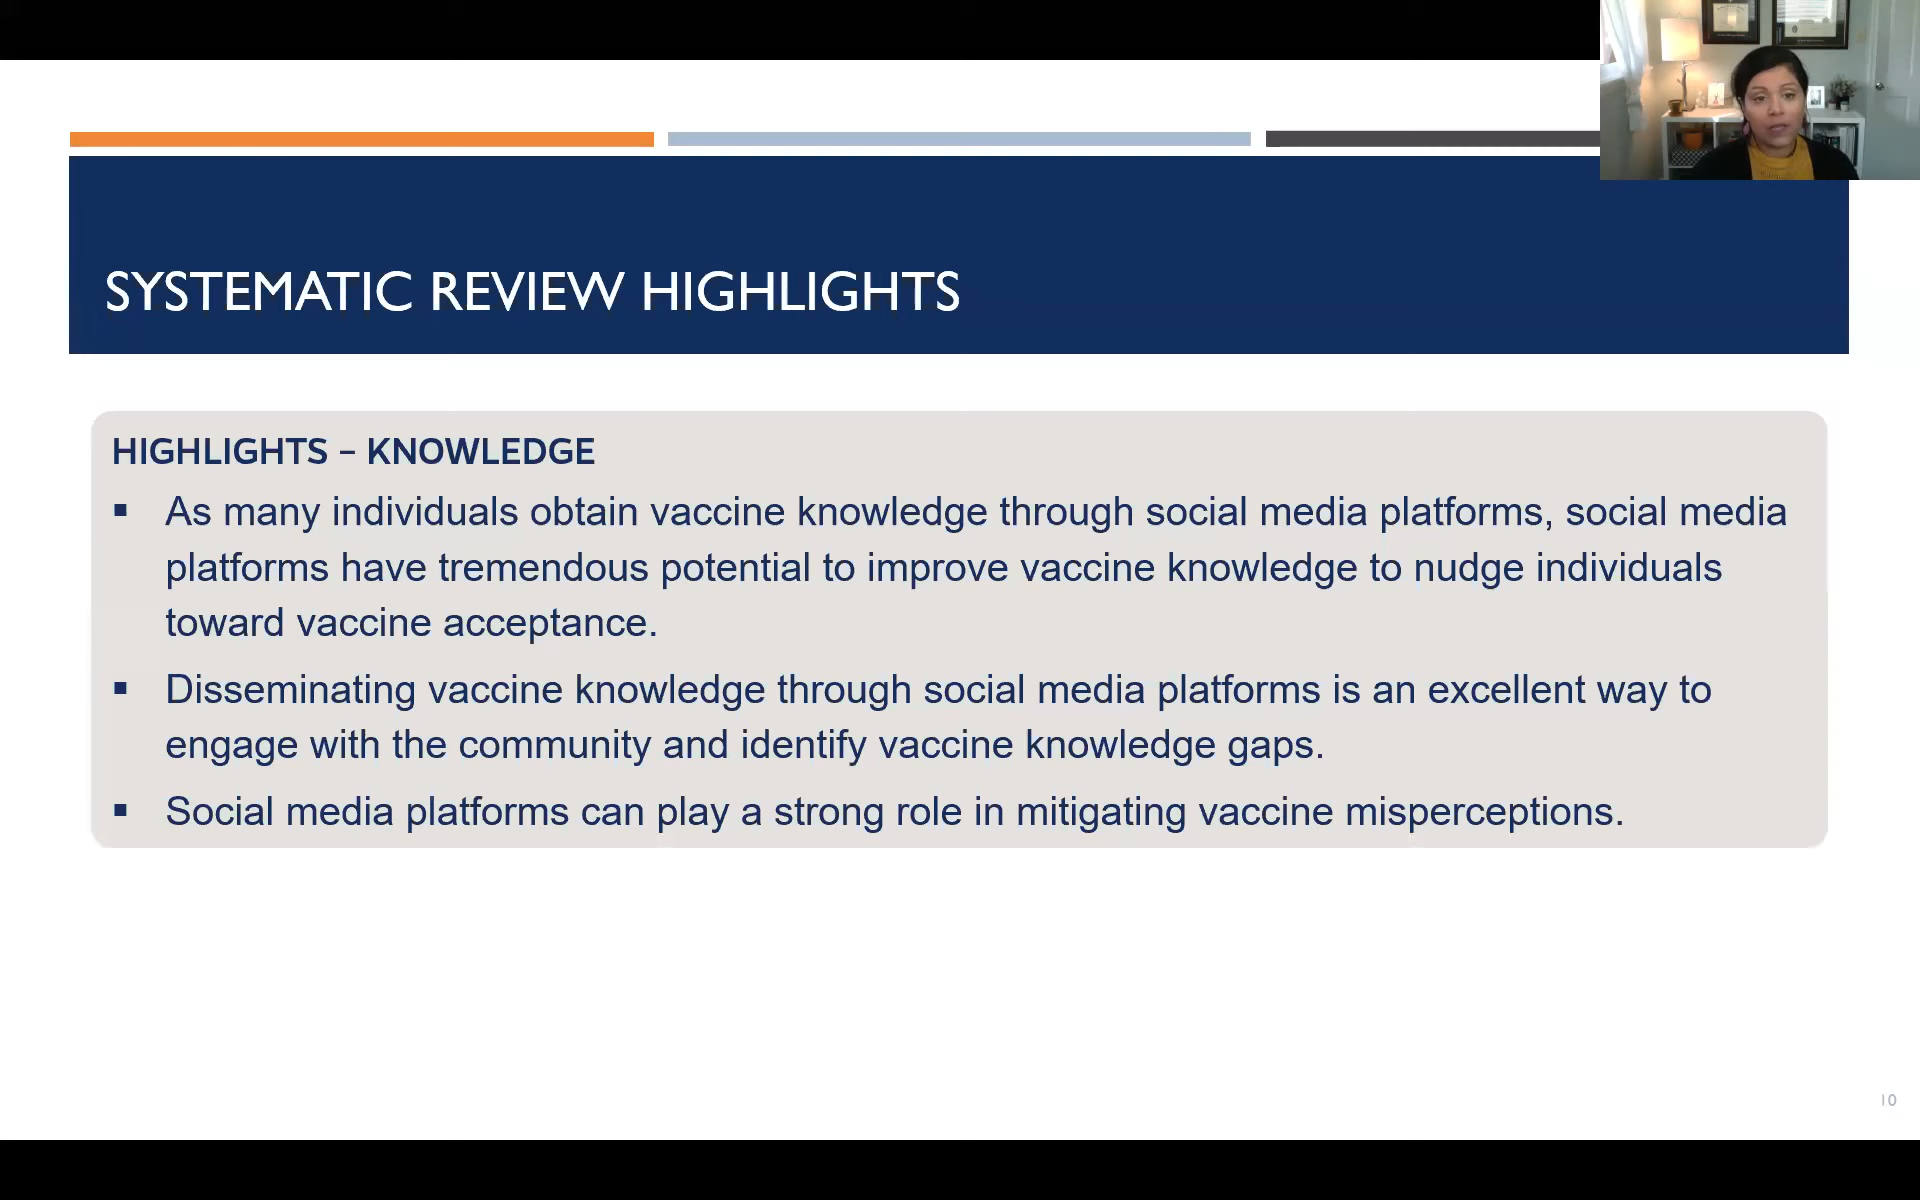 SYSTEMATIC REVIEW HIGHLIGHTS
HIGHLIGHTS – KNOWLEDGE
▪ As many individuals obtain vaccine knowledge through social media platforms, social media
platforms have tremendous potential to improve vaccine knowledge to nudge individuals
toward vaccine acceptance.
▪ Disseminating vaccine knowledge through social media platforms is an excellent way to
engage with the community and identify vaccine knowledge gaps.
▪ Social media platforms can play a strong role in mitigating vaccine misperceptions.
10